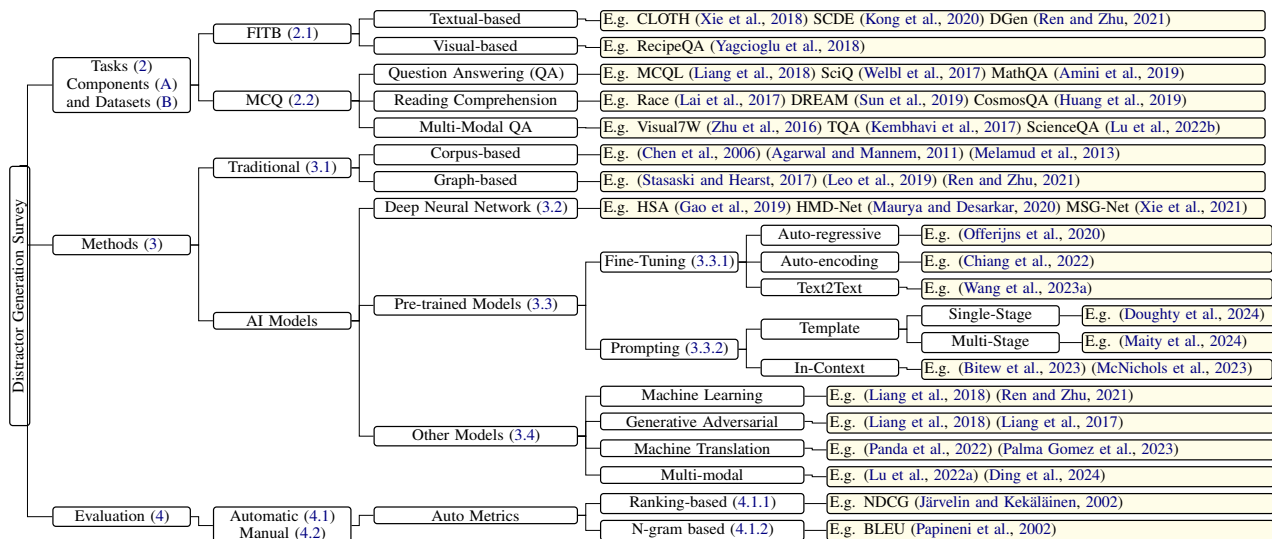 Distractor Generation Survey
Tasks (2)
Components (A)
and Datasets (B)
FITB (2.1)
Textual-based
E.g. CLOTH (Xie et al., 2018) SCDE (Kong et al., 2020) DGen (Ren and Zhu, 2021)
Visual-based
E.g. RecipeQA (Yagcioglu et al., 2018)
MCQ (2.2)
Question Answering (QA)
E.g. MCQL (Liang et al., 2018) SciQ (Welbl et al., 2017) MathQA (Amini et al., 2019)
Reading Comprehension
E.g. Race (Lai et al., 2017) DREAM (Sun et al., 2019) CosmosQA (Huang et al., 2019)
Multi-Modal QA
E.g. Visual7W (Zhu et al., 2016) TQA (Kembhavi et al., 2017) ScienceQA (Lu et al., 2022b)
Methods (3)
Traditional (3.1)
Corpus-based
E.g. (Chen et al., 2006) (Agarwal and Mannem, 2011) (Melamud et al., 2013)
Graph-based
E.g. (Stasaski and Hearst, 2017) (Leo et al., 2019) (Ren and Zhu, 2021)
AI Models
Deep Neural Network (3.2)
E.g. HSA (Gao et al., 2019) HMD-Net (Maurya and Desarkar, 2020) MSG-Net (Xie et al., 2021)
Pre-trained Models (3.3)
Fine-Tuning (3.3.1)
Auto-regressive
E.g. (Offerijns et al., 2020)
Auto-encoding
E.g. (Chiang et al., 2022)
Text2Text
E.g. (Wang et al., 2023a)
Prompting (3.3.2)
Template
Single-Stage
E.g. (Doughty et al., 2024)
Multi-Stage
E.g. (Maity et al., 2024)
In-Context
E.g. (Bitew et al., 2023) (McNichols et al., 2023)
Other Models (3.4)
Machine Learning
E.g. (Liang et al., 2018) (Ren and Zhu, 2021)
Generative Adversarial
E.g. (Liang et al., 2018) (Liang et al., 2017)
Machine Translation
E.g. (Panda et al., 2022) (Palma Gomez et al., 2023)
Multi-modal
E.g. (Lu et al., 2022a) (Ding et al., 2024)
Evaluation (4)
Automatic (4.1)
Manual (4.2)
Auto Metrics
Ranking-based (4.1.1)
E.g. NDCG (Järvelin and Kekäläinen, 2002)
N-gram based (4.1.2)
E.g. BLEU (Papineni et al., 2002)